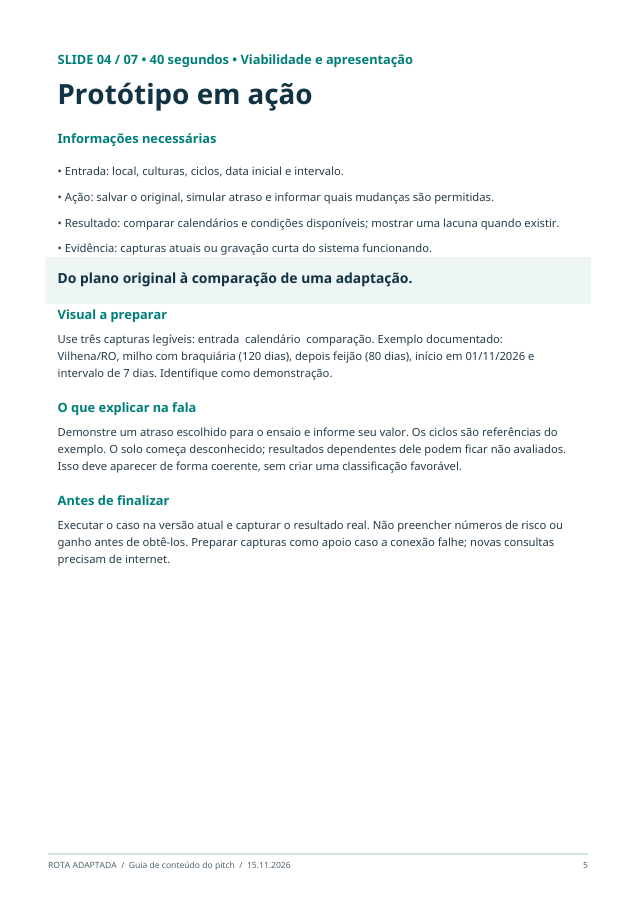 SLIDE 04 / 07 • 40 segundos • Viabilidade e apresentação
Protótipo em ação
Informações necessárias
• Entrada: local, culturas, ciclos, data inicial e intervalo.
• Ação: salvar o original, simular atraso e informar quais mudanças são permitidas.
• Resultado: comparar calendários e condições disponíveis; mostrar uma lacuna quando existir.
• Evidência: capturas atuais ou gravação curta do sistema funcionando.
Do plano original à comparação de uma adaptação.
Visual a preparar
Use três capturas legíveis: entrada  calendário  comparação. Exemplo documentado:
Vilhena/RO, milho com braquiária (120 dias), depois feijão (80 dias), início em 01/11/2026 e
intervalo de 7 dias. Identifique como demonstração.
O que explicar na fala
Demonstre um atraso escolhido para o ensaio e informe seu valor. Os ciclos são referências do
exemplo. O solo começa desconhecido; resultados dependentes dele podem ficar não avaliados.
Isso deve aparecer de forma coerente, sem criar uma classificação favorável.
Antes de finalizar
Executar o caso na versão atual e capturar o resultado real. Não preencher números de risco ou
ganho antes de obtê-los. Preparar capturas como apoio caso a conexão falhe; novas consultas
precisam de internet.
ROTA ADAPTADA / Guia de conteúdo do pitch / 15.11.2026
5